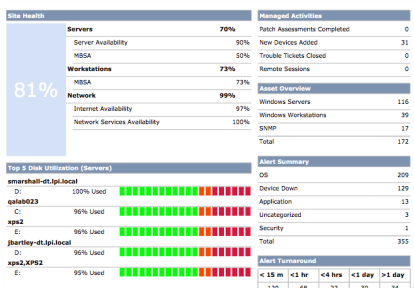 Site Health
81%
Servers 70%
Server Availability 90%
MBSA 50%
Workstations 73%
MBSA 73%
Network 99%
Internet Availability 97%
Network Services Availability 100%
Top 5 Disk Utilization (Servers)
smarshall-dt.lpi.local
D: 100% Used
qalab023
C: 96% Used
xps2
E: 96% Used
jbartley-dt.lpi.local
D: 96% Used
xps2,XPS2
E: 95% Used
Managed Activities
Patch Assessments Completed 0
New Devices Added 31
Trouble Tickets Closed 0
Remote Sessions 0
Asset Overview
Windows Servers 116
Windows Workstations 39
SNMP 17
Total 172
Alert Summary
OS 209
Device Down 129
Application 13
Uncategorized 3
Security 1
Total 355
Alert Turnaround
< 15 m <1 hr <4 hrs <1 day >1 day